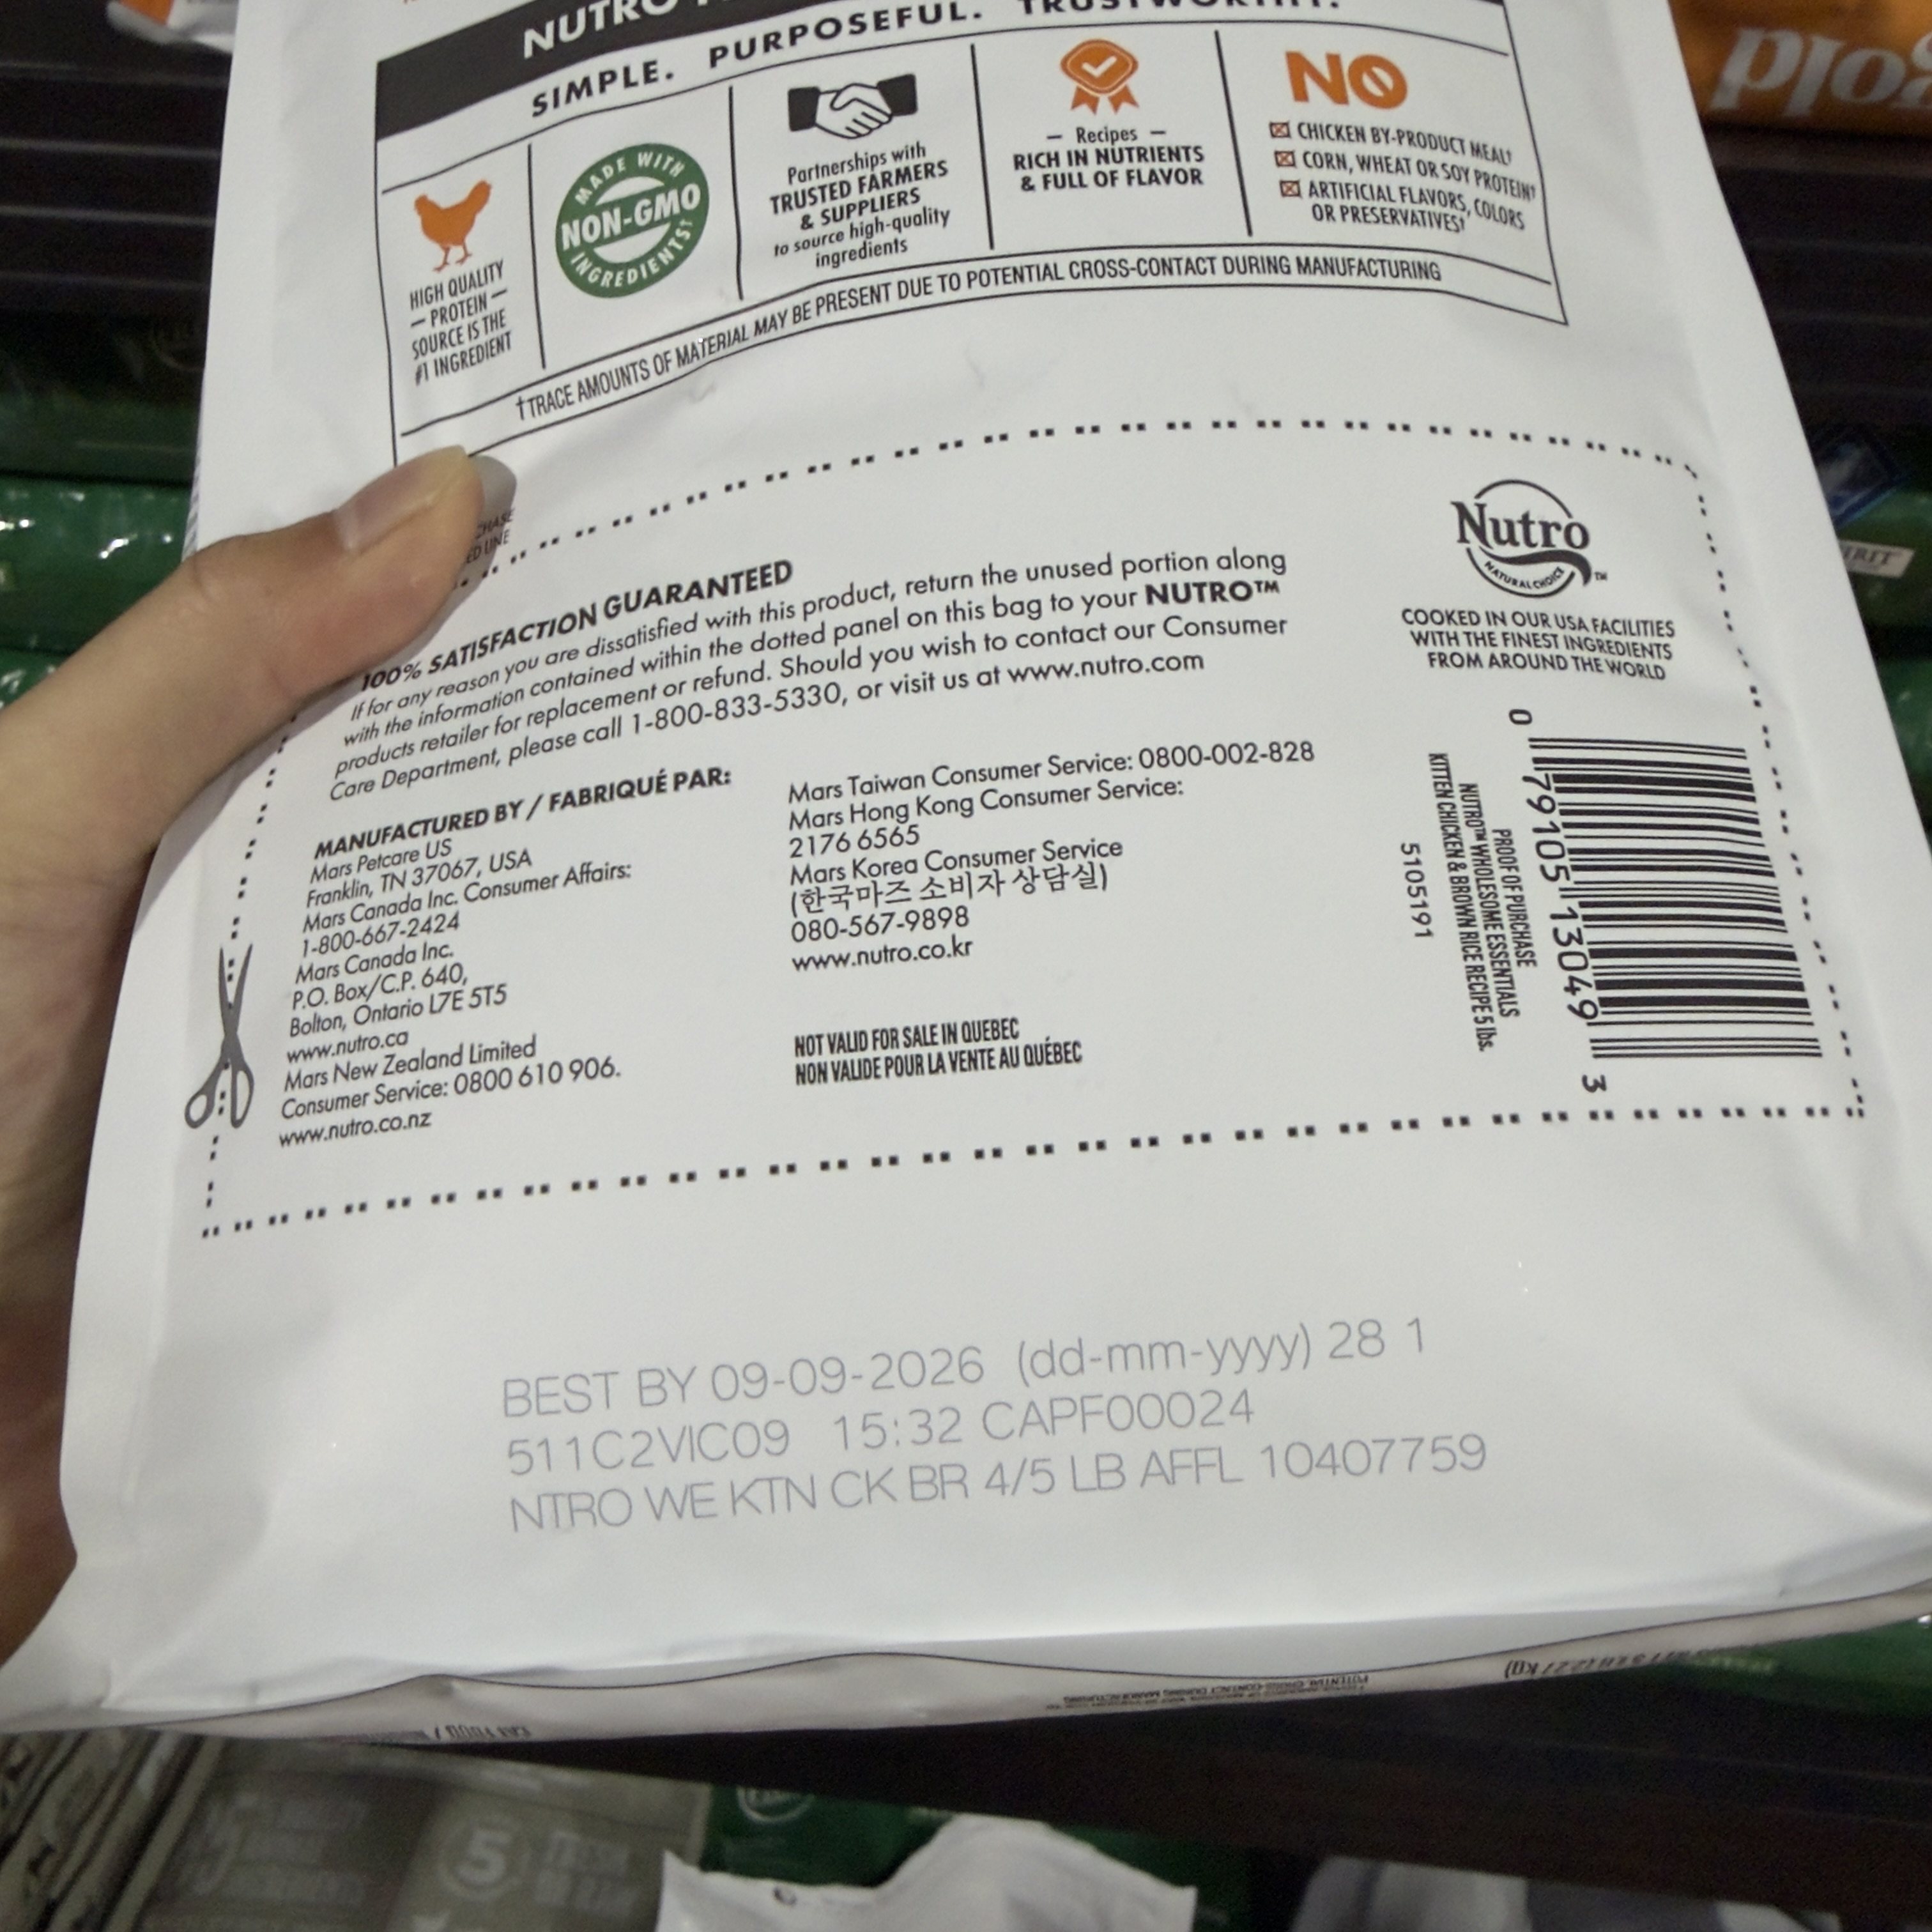 NUTRO
SIMPLE. PURPOSEFUL. TRUSTWORTHY.
HIGH QUALITY
— PROTEIN —
SOURCE IS THE
#1 INGREDIENT
MADE WITH
NON-GMO
INGREDIENTS†
Partnerships with
TRUSTED FARMERS
& SUPPLIERS
to source high-quality
ingredients
— Recipes —
RICH IN NUTRIENTS
& FULL OF FLAVOR
NO
CHICKEN BY-PRODUCT MEAL†
CORN, WHEAT OR SOY PROTEIN†
ARTIFICIAL FLAVORS, COLORS
OR PRESERVATIVES†
†TRACE AMOUNTS OF MATERIAL MAY BE PRESENT DUE TO POTENTIAL CROSS-CONTACT DURING MANUFACTURING
100% SATISFACTION GUARANTEED
If for any reason you are dissatisfied with this product, return the unused portion along
with the information contained within the dotted panel on this bag to your NUTRO™
products retailer for replacement or refund. Should you wish to contact our Consumer
Care Department, please call 1-800-833-5330, or visit us at www.nutro.com
MANUFACTURED BY / FABRIQUÉ PAR:
Mars Petcare US
Franklin, TN 37067, USA
Mars Canada Inc. Consumer Affairs:
1-800-667-2424
Mars Canada Inc.
P.O. Box/C.P. 640,
Bolton, Ontario L7E 5T5
www.nutro.ca
Mars New Zealand Limited
Consumer Service: 0800 610 906.
www.nutro.co.nz
Mars Taiwan Consumer Service: 0800-002-828
Mars Hong Kong Consumer Service:
2176 6565
Mars Korea Consumer Service
(한국마즈 소비자 상담실)
080-567-9898
www.nutro.co.kr
NOT VALID FOR SALE IN QUEBEC
NON VALIDE POUR LA VENTE AU QUÉBEC
Nutro
NATURAL CHOICE ™
COOKED IN OUR USA FACILITIES
WITH THE FINEST INGREDIENTS
FROM AROUND THE WORLD
0 79105 13049 3
PROOF OF PURCHASE
NUTRO™ WHOLESOME ESSENTIALS
KITTEN CHICKEN & BROWN RICE RECIPE 5 lbs.
5105191
BEST BY 09-09-2026 (dd-mm-yyyy) 28 1
511C2VIC09 15:32 CAPF00024
NTRO WE KTN CK BR 4/5 LB AFFL 10407759
5